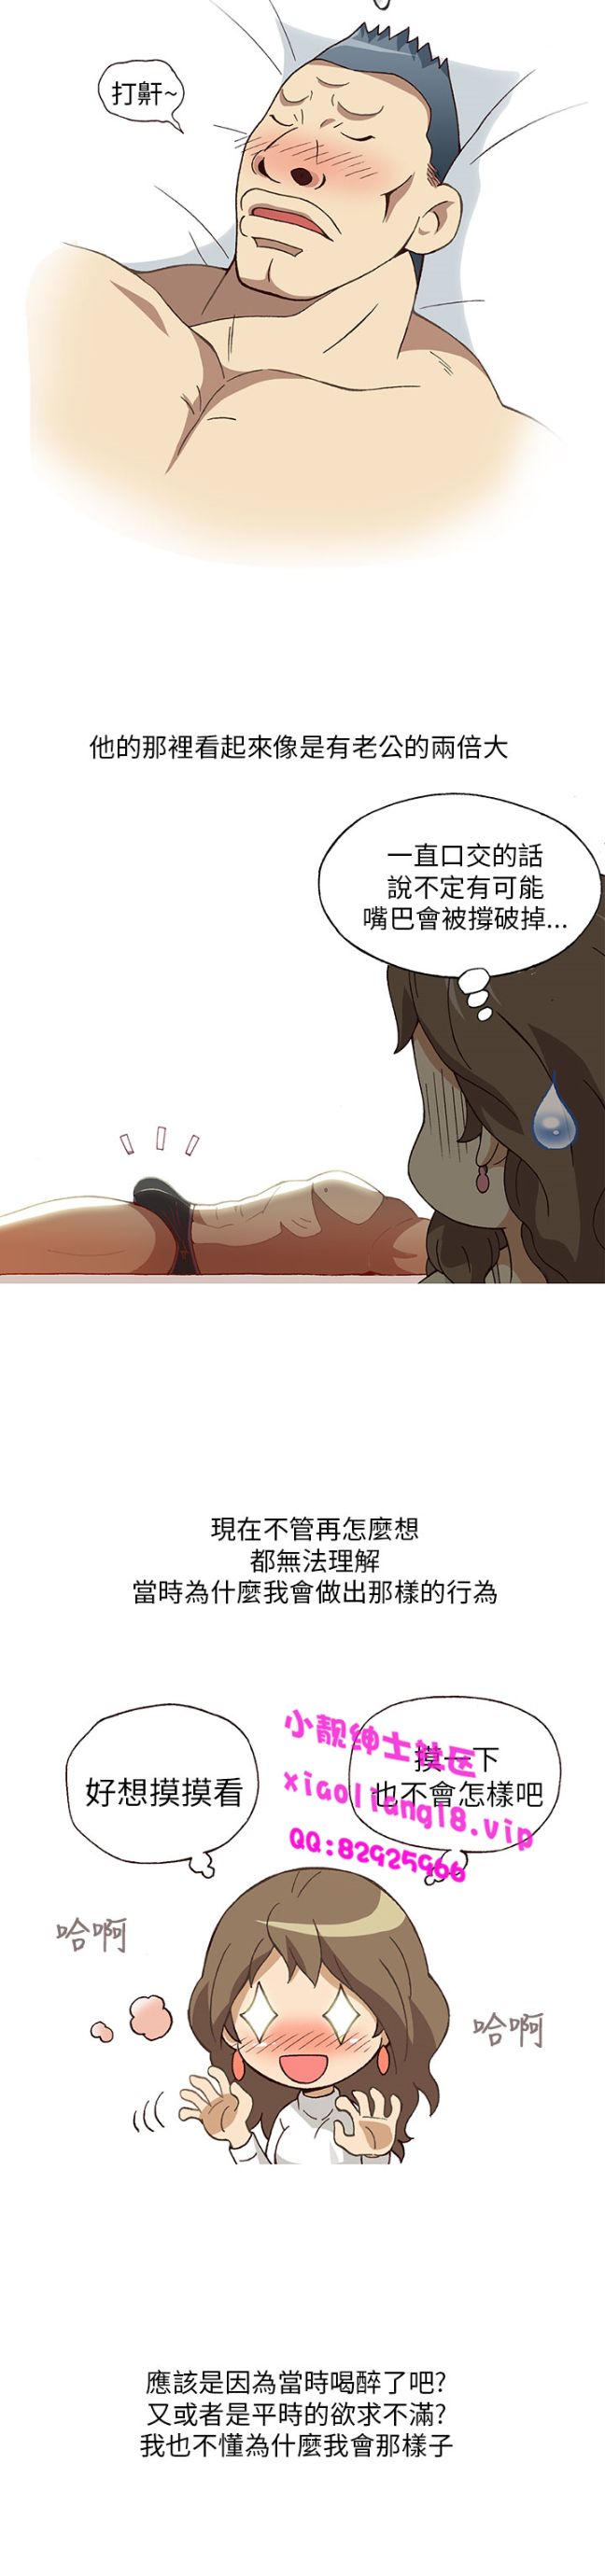 打鼾~
他的那裡看起來像是有老公的兩倍大
一直口交的話
說不定有可能
嘴巴會被撐破掉...
現在不管再怎麼想
都無法理解
當時為什麼我會做出那樣的行為
好想摸摸看
摸一下
也不會怎樣吧
小靓绅士社区
xiaoliang18.vip
QQ:82925966
哈啊
哈啊
應該是因為當時喝醉了吧?
又或者是平時的欲求不滿?
我也不懂為什麼我會那樣子